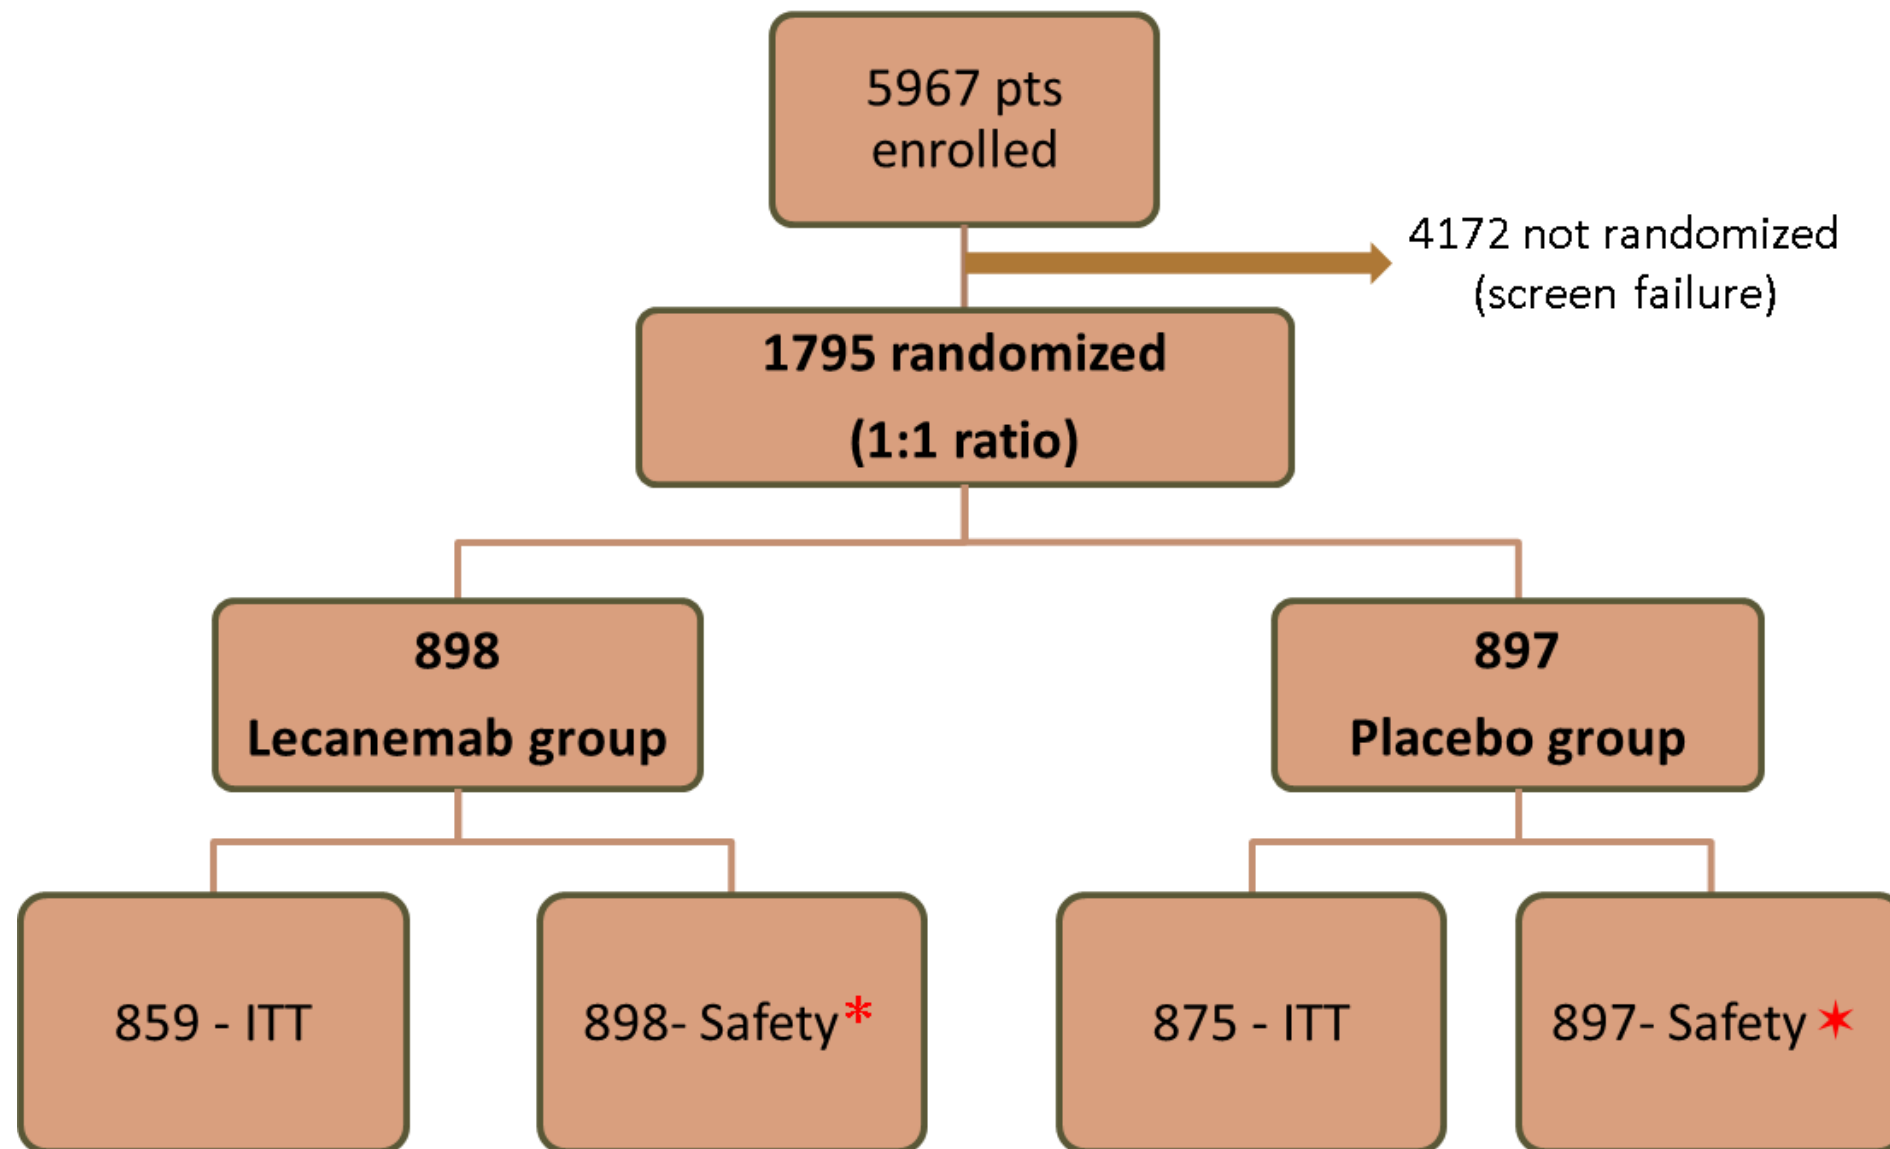 5967 pts
enrolled
4172 not randomized
(screen failure)
1795 randomized
(1:1 ratio)
898
Lecanemab group
897
Placebo group
859 - ITT
898- Safety*
875 - ITT
897- Safety ✶